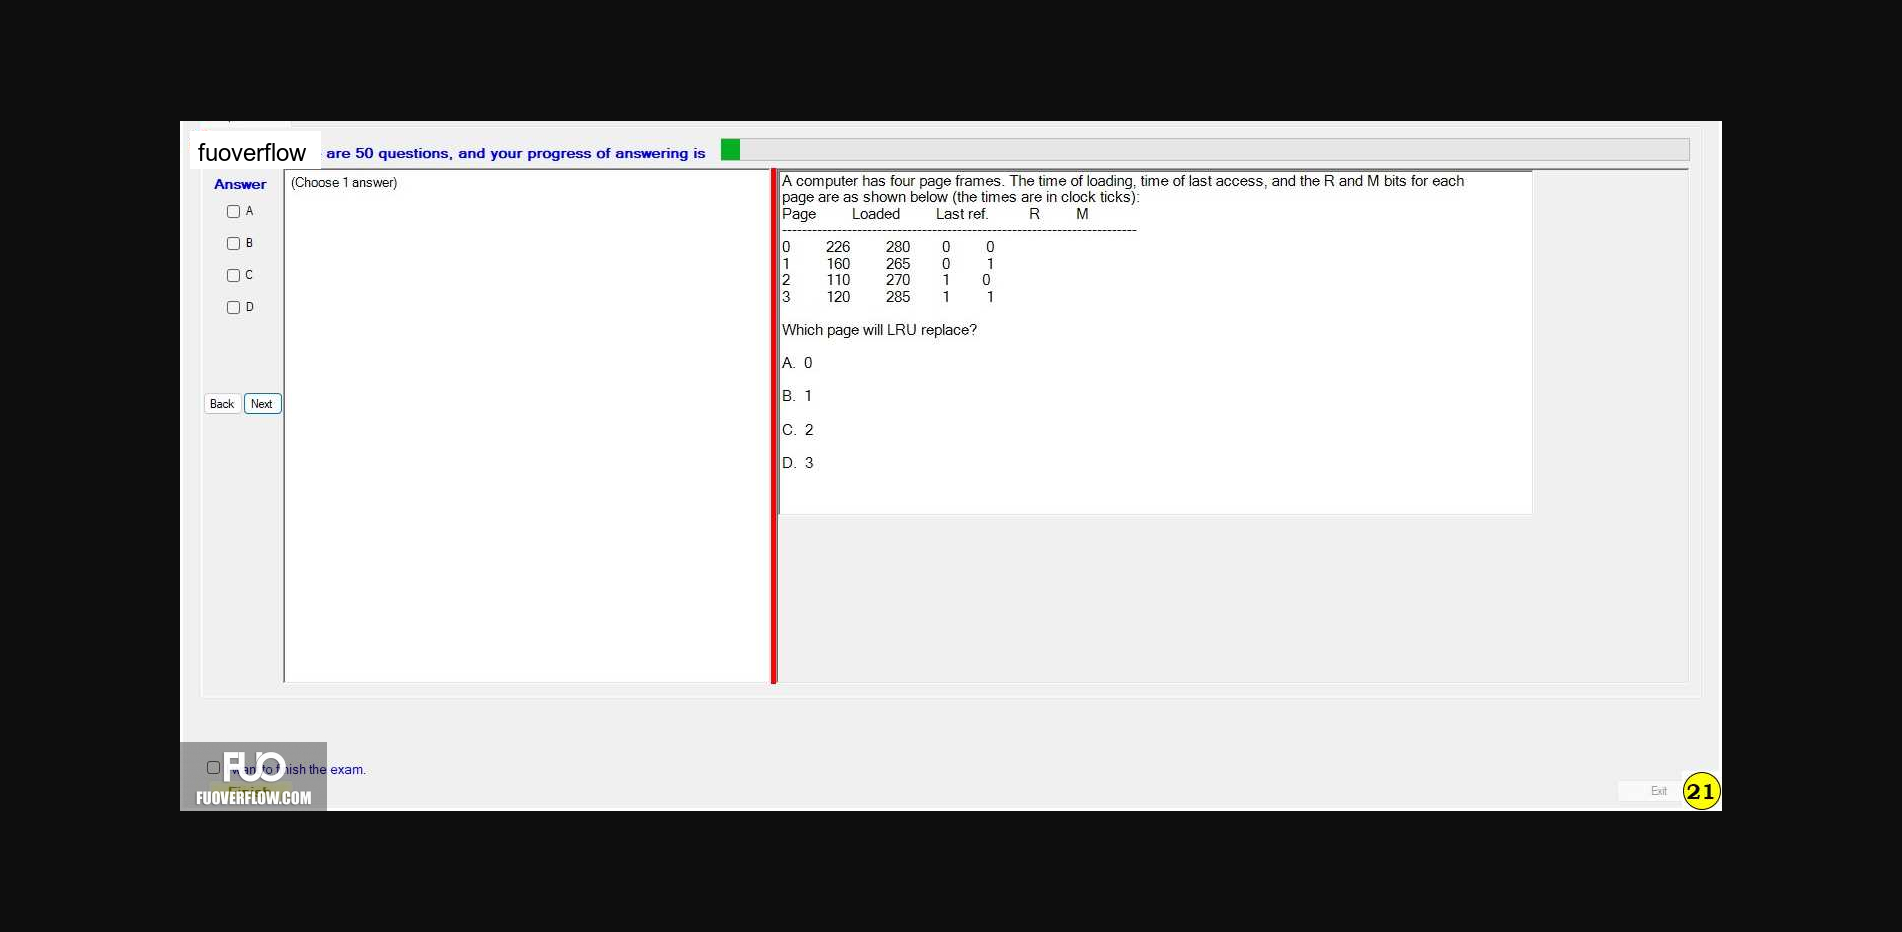 fuoverflow are 50 questions, and your progress of answering is
Answer
(Choose 1 answer)
A
B
C
D
Back Next
A computer has four page frames. The time of loading, time of last access, and the R and M bits for each
page are as shown below (the times are in clock ticks):
Page Loaded Last ref. R M
-----------------------------------------------------------------------
0 226 280 0 0
1 160 265 0 1
2 110 270 1 0
3 120 285 1 1
Which page will LRU replace?
A. 0
B. 1
C. 2
D. 3
FUO
to finish the exam.
Finish
FUOVERFLOW.COM
Exit
21